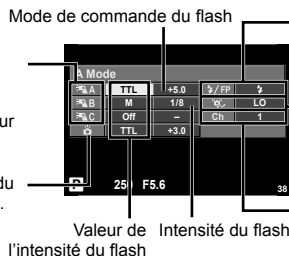 Mode de commande du flash
A Mode
A TTL +5.0 /FP
ur
B M 1/8 LO
C Off – Ch 1
TTL +3.0
du
.
P 250 F5.6 38
Valeur de
l'intensité du flash
Intensité du flash